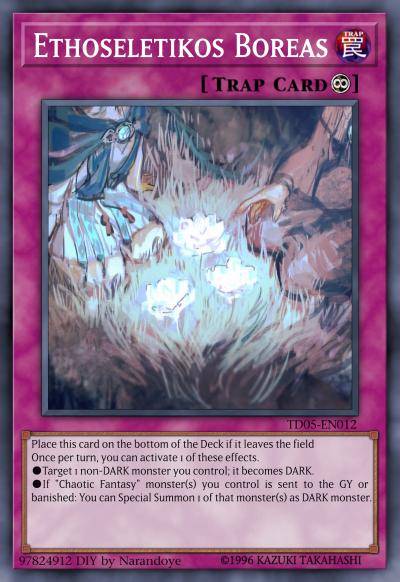 ETHOSELETIKOS BOREAS
TRAP
罠
[TRAP CARD]
TD05-EN012
Place this card on the bottom of the Deck if it leaves the field
Once per turn, you can activate 1 of these effects.
●Target 1 non-DARK monster you control; it becomes DARK.
●If "Chaotic Fantasy" monster(s) you control is sent to the GY or
banished: You can Special Summon 1 of that monster(s) as DARK monster.
97824912 DIY by Narandoye
©1996 KAZUKI TAKAHASHI